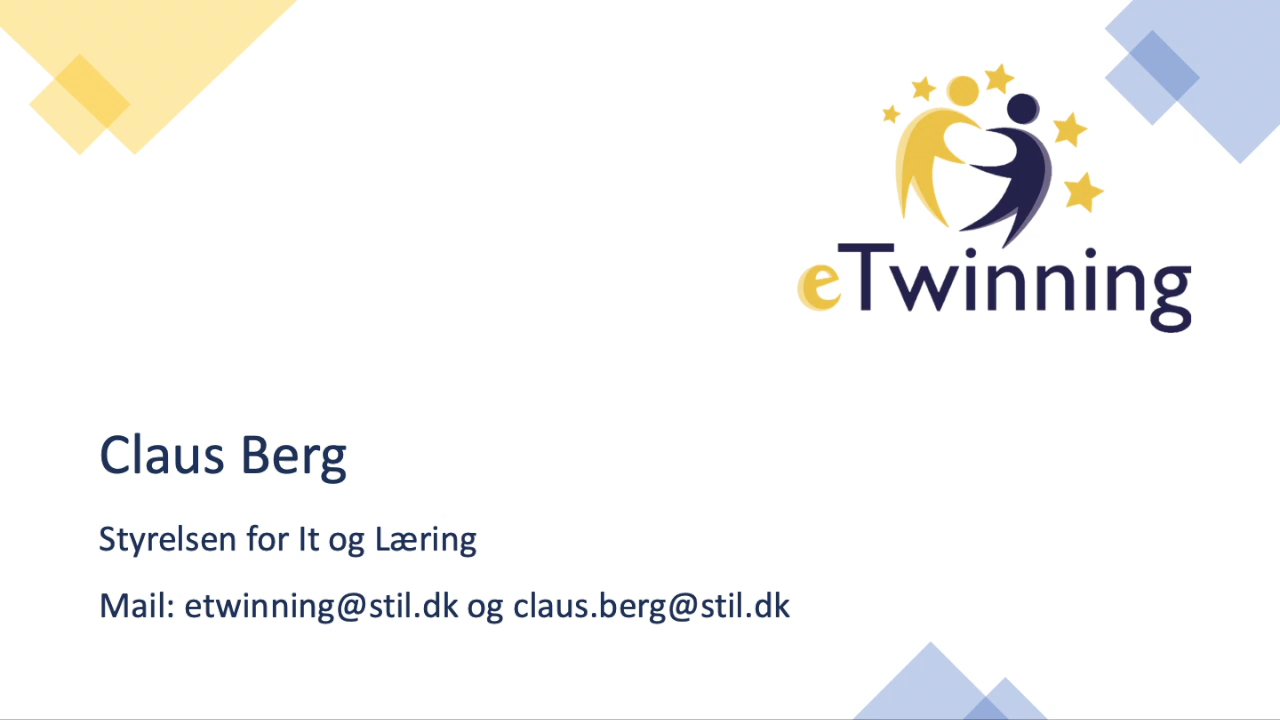 eTwinning
Claus Berg
Styrelsen for It og Læring
Mail: etwinning@stil.dk og claus.berg@stil.dk